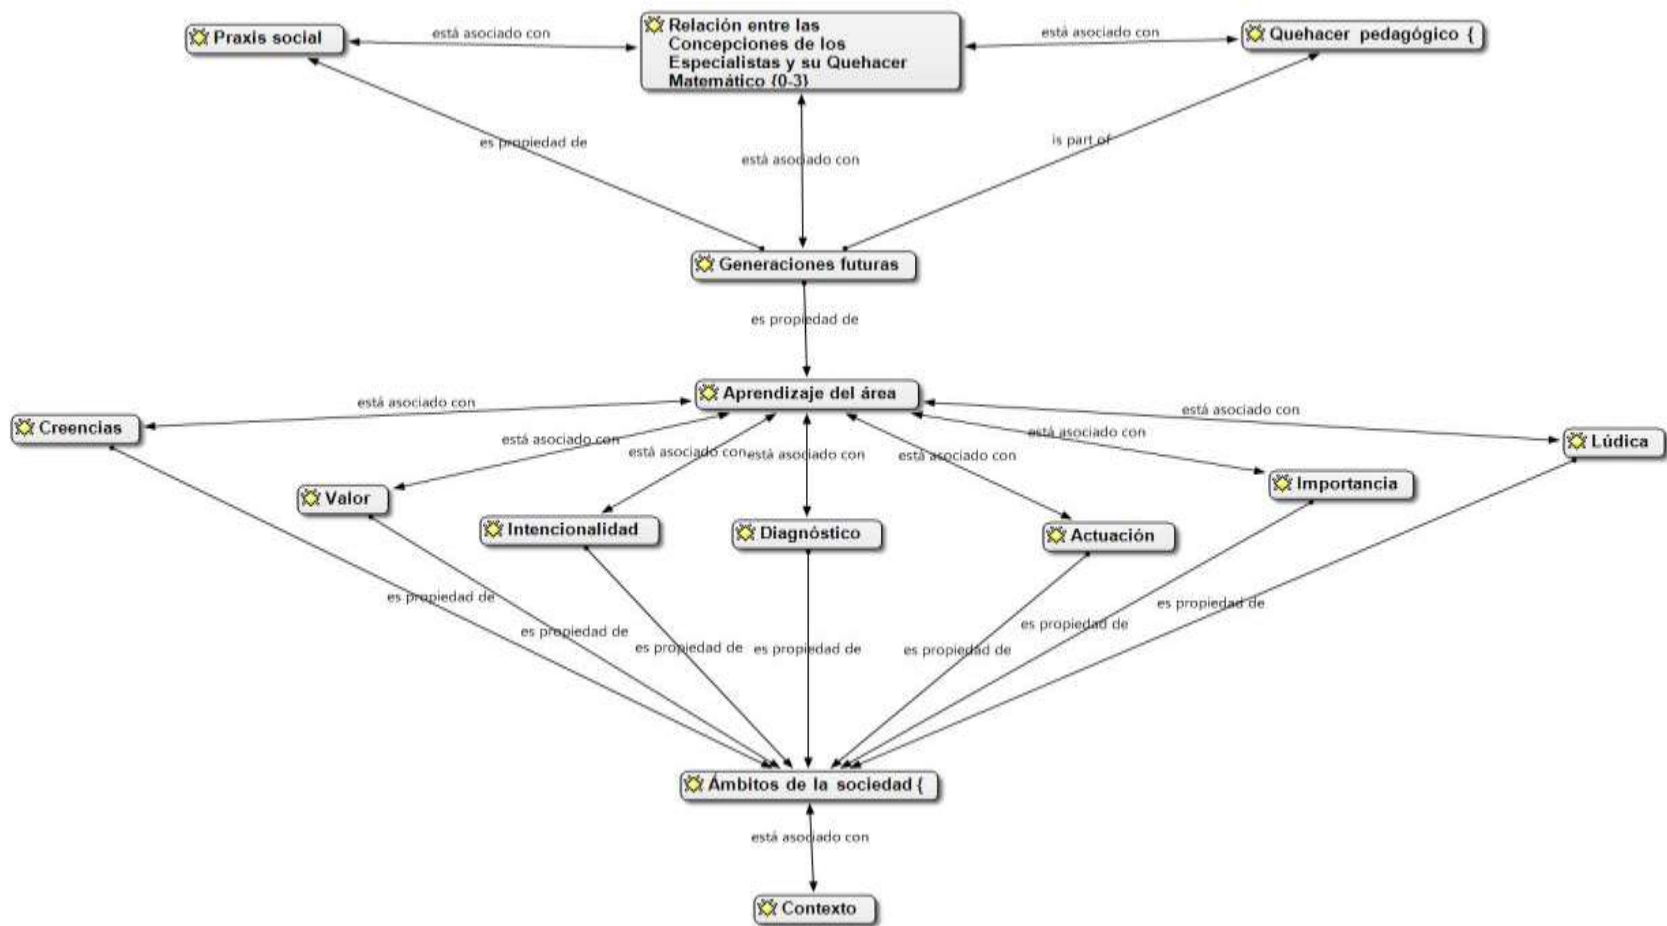 Praxis social
está asociado con
Relación entre las
Concepciones de los
Especialistas y su Quehacer
Matemático {0-3}
está asociado con
Quehacer pedagógico {
es propiedad de
está asociado con
is part of
Generaciones futuras
es propiedad de
Aprendizaje del área
Creencias
está asociado con
está asociado con
está asociado con
está asociado con
está asociado con
está asociado con
está asociado con
Lúdica
Valor
Intencionalidad
Diagnóstico
Actuación
Importancia
es propiedad de
es propiedad de
es propiedad de
es propiedad de
es propiedad de
es propiedad de
es propiedad de
Ámbitos de la sociedad {
está asociado con
Contexto